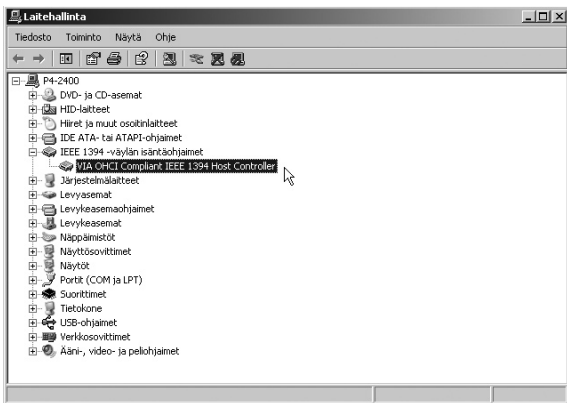 Laitehallinta
Tiedosto Toiminto Näytä Ohje
P4-2400
DVD- ja CD-asemat
HID-laitteet
Hiiret ja muut osoitinlaitteet
IDE ATA- tai ATAPI-ohjaimet
IEEE 1394 -väylän isäntäohjaimet
VIA OHCI Compliant IEEE 1394 Host Controller
Järjestelmälaitteet
Levyasemat
Levykeasemaohjaimet
Levykeasemat
Näppäimistöt
Näyttösovittimet
Näytöt
Portit (COM ja LPT)
Suorittimet
Tietokone
USB-ohjaimet
Verkkosovittimet
Ääni-, video- ja peliohjaimet